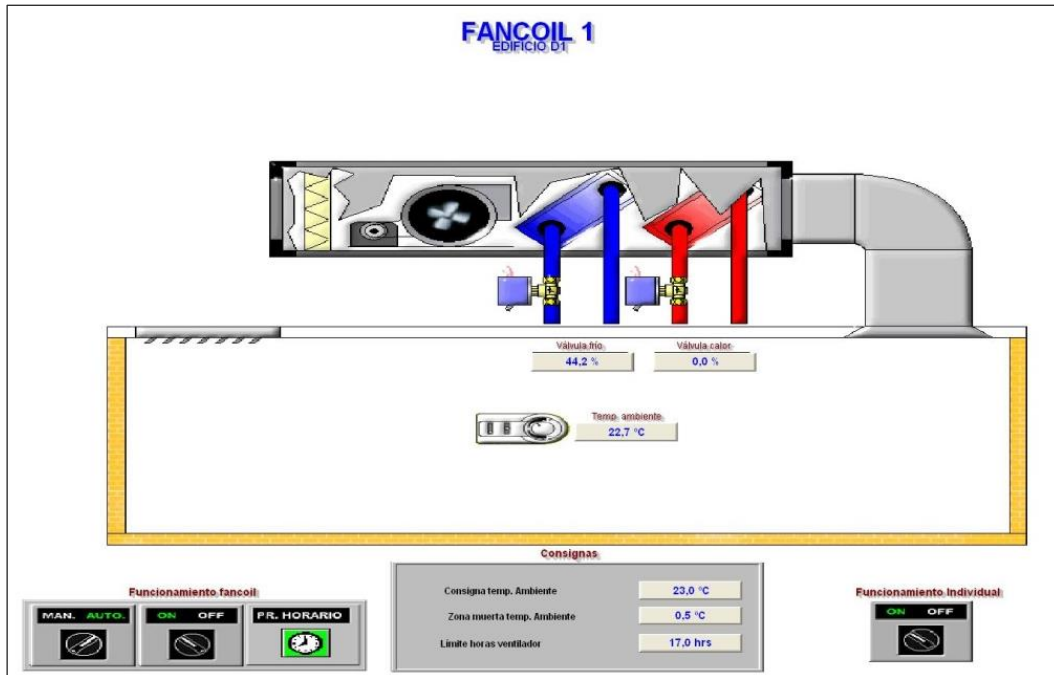 FANCOIL 1
EDIFICIO D1
Válvula frío
44,2 %
Válvula calor
0,0 %
Temp. ambiente
22,7 °C
Consignas
Consigna temp. Ambiente
23,0 °C
Zona muerta temp. Ambiente
0,5 °C
Límite horas ventilador
17,0 hrs
Funcionamiento fancoil
MAN. AUTO.
ON OFF
PR. HORARIO
Funcionamiento Individual
ON OFF